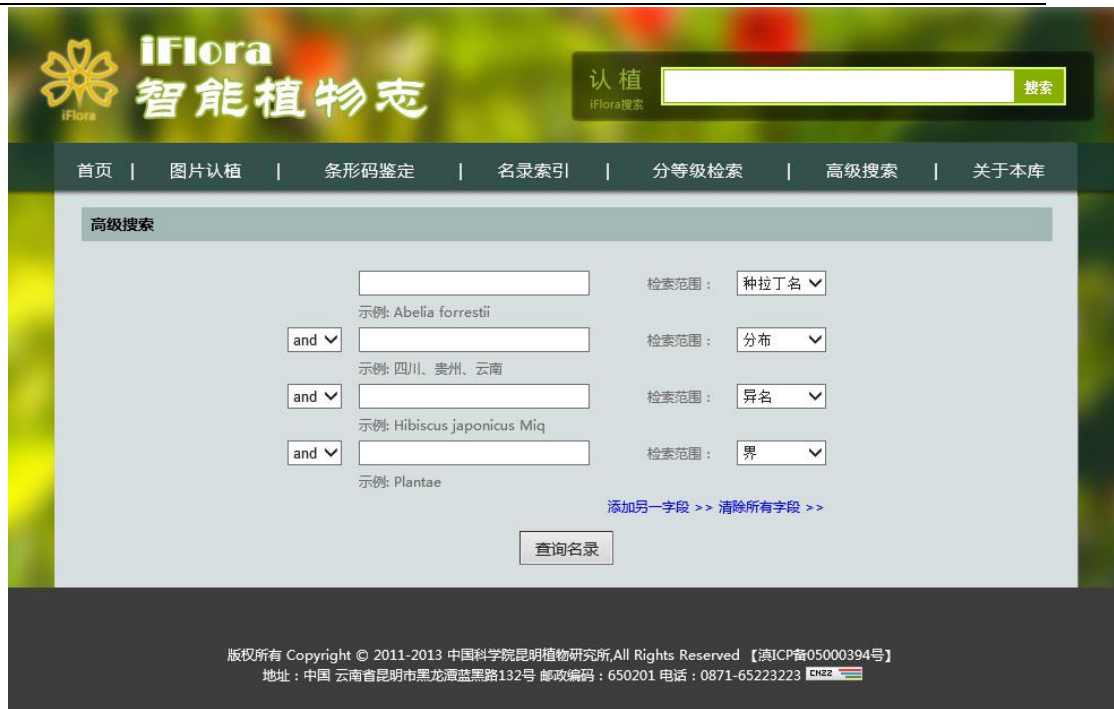 iFlora
智能植物志
iFlora
认植
iFlora搜索
搜索
首页 | 图片认植 | 条形码鉴定 | 名录索引 | 分等级检索 | 高级搜索 | 关于本库
高级搜索
检索范围： 种拉丁名
示例: Abelia forrestii
and 检索范围： 分布
示例: 四川、贵州、云南
and 检索范围： 异名
示例: Hibiscus japonicus Miq
and 检索范围： 界
示例: Plantae
添加另一字段 >> 清除所有字段 >>
查询名录
版权所有 Copyright © 2011-2013 中国科学院昆明植物研究所,All Rights Reserved 【滇ICP备05000394号】
地址：中国 云南省昆明市黑龙潭蓝黑路132号 邮政编码：650201 电话：0871-65223223 CNZZ